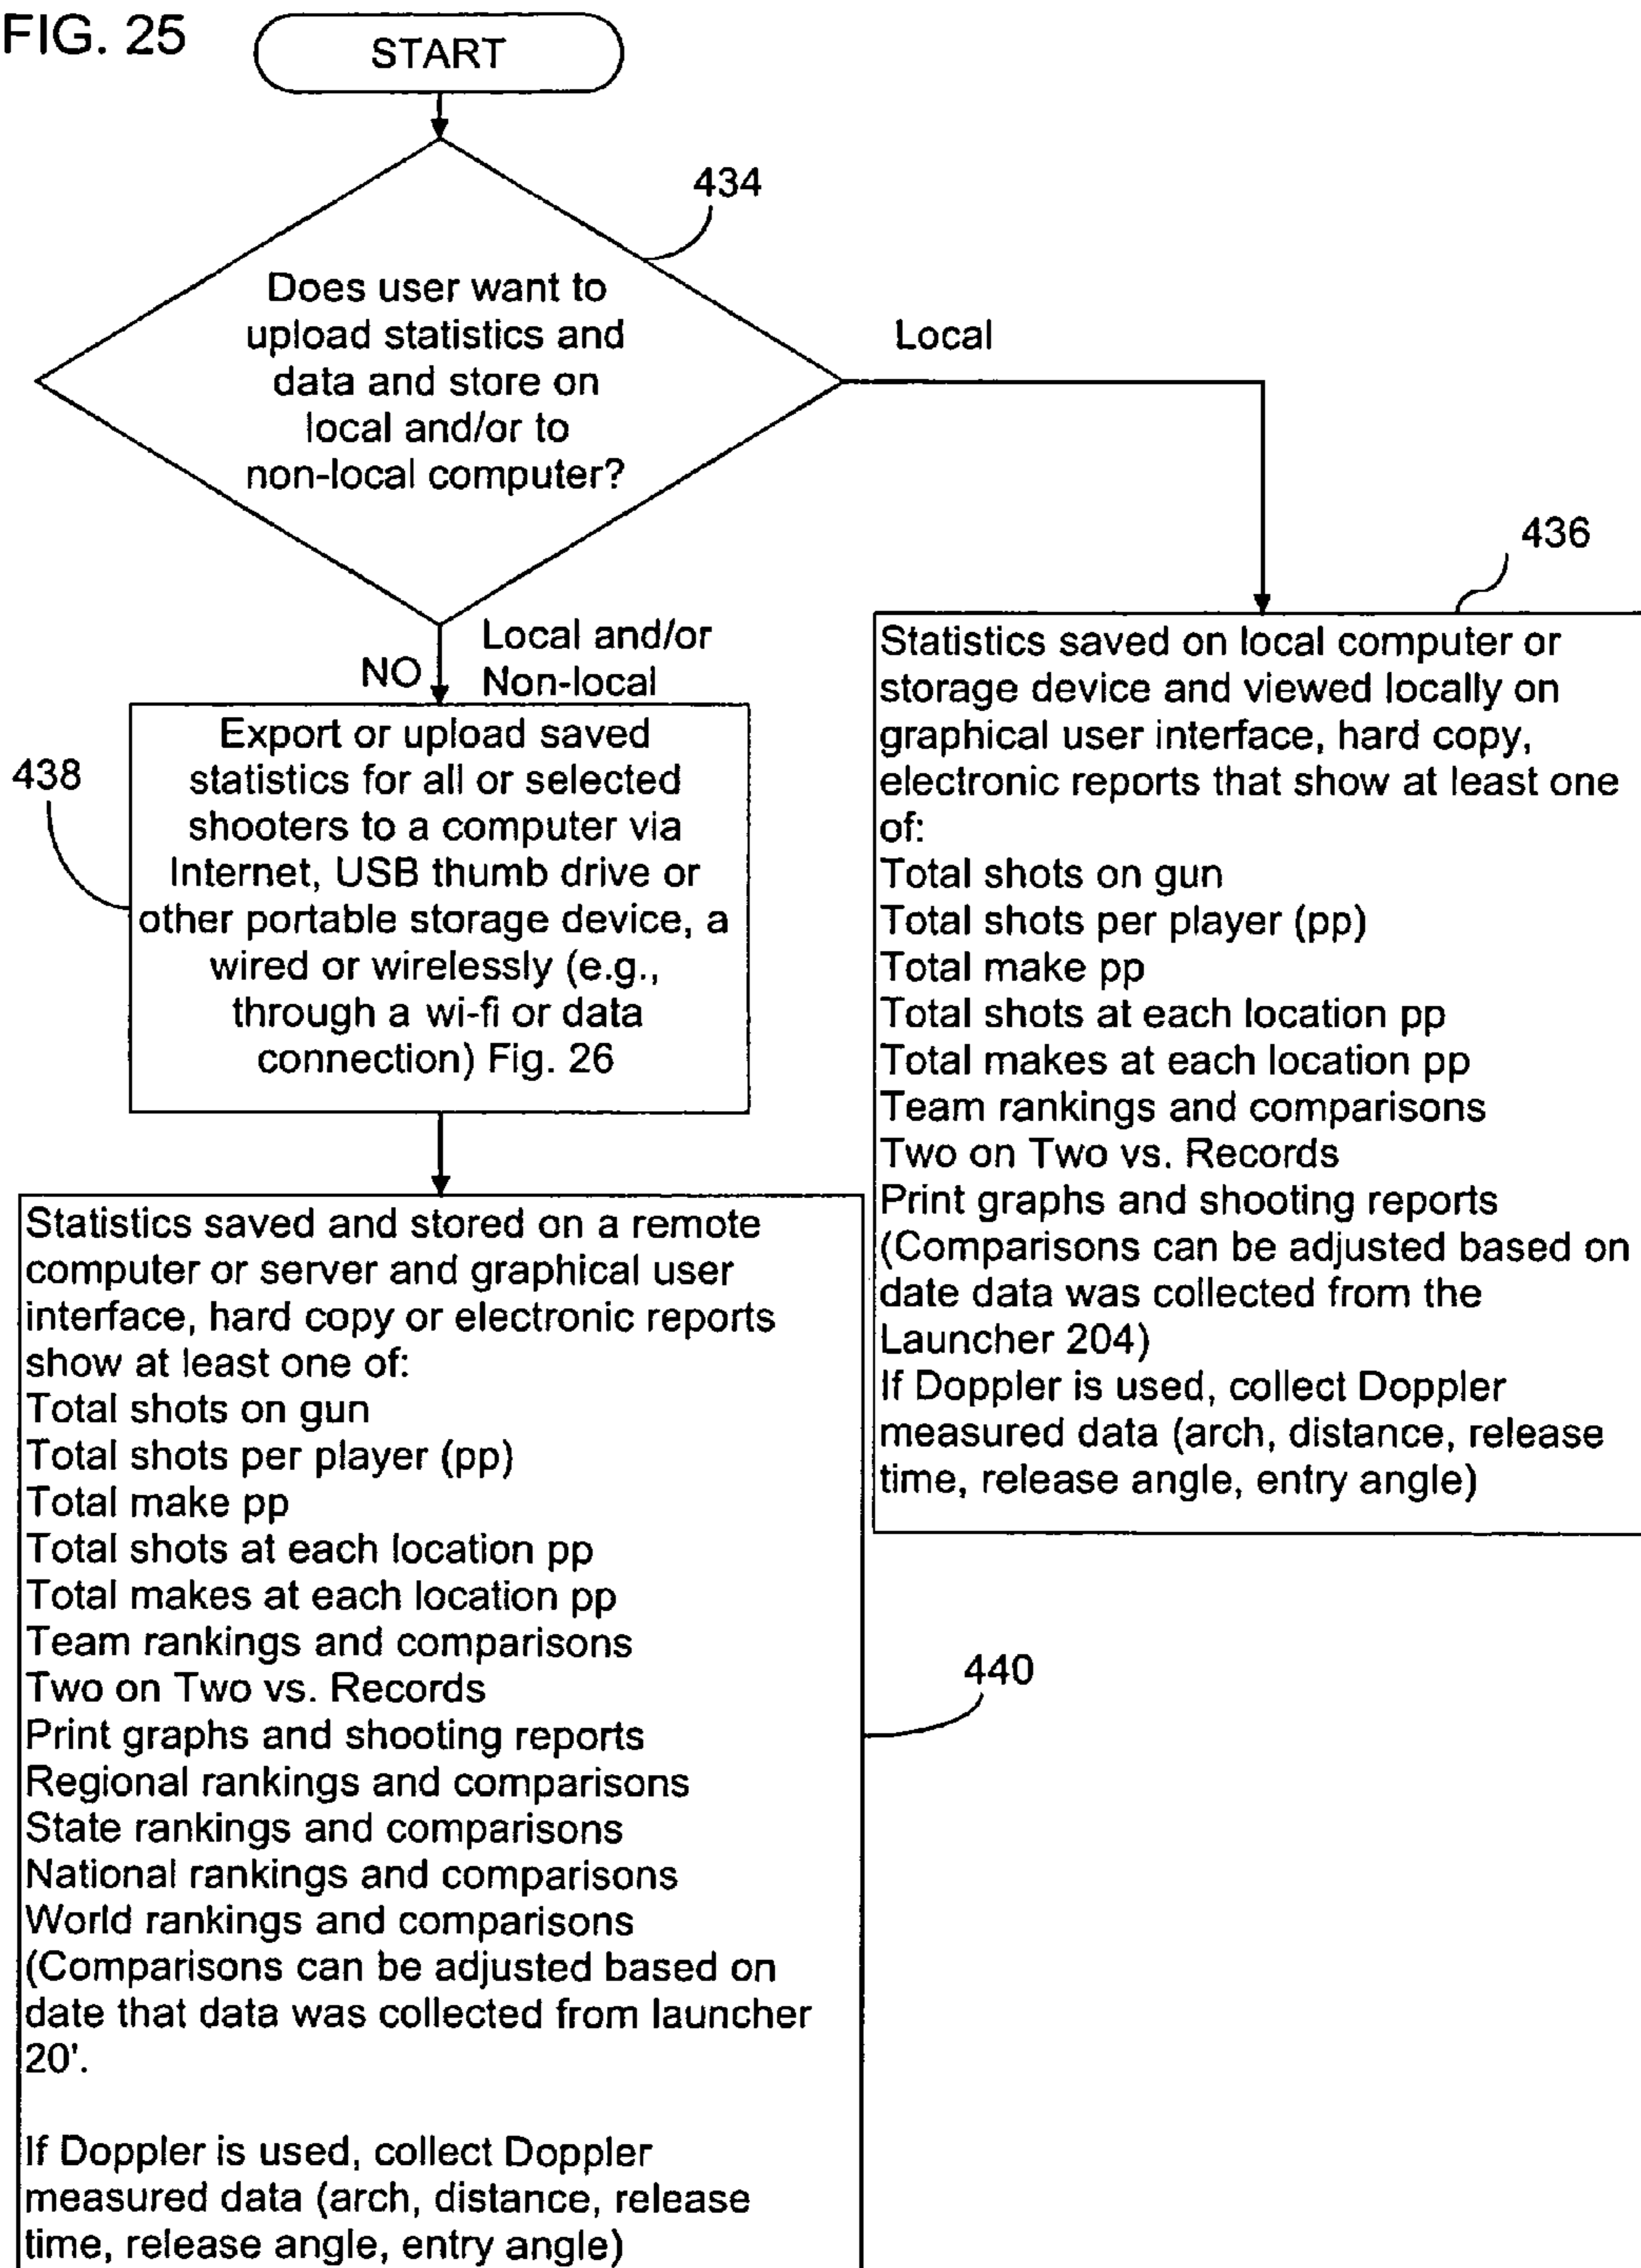 FIG. 25
START
434
Does user want to
upload statistics and
data and store on
local and/or to
non-local computer?
Local
Local and/or
NO
Non-local
436
Statistics saved on local computer or
storage device and viewed locally on
graphical user interface, hard copy,
electronic reports that show at least one
of:
Total shots on gun
Total shots per player (pp)
Total make pp
Total shots at each location pp
Total makes at each location pp
Team rankings and comparisons
Two on Two vs. Records
Print graphs and shooting reports
(Comparisons can be adjusted based on
date data was collected from the
Launcher 204)
If Doppler is used, collect Doppler
measured data (arch, distance, release
time, release angle, entry angle)
438
Export or upload saved
statistics for all or selected
shooters to a computer via
Internet, USB thumb drive or
other portable storage device, a
wired or wirelessly (e.g.,
through a wi-fi or data
connection) Fig. 26
Statistics saved and stored on a remote
computer or server and graphical user
interface, hard copy or electronic reports
show at least one of:
Total shots on gun
Total shots per player (pp)
Total make pp
Total shots at each location pp
Total makes at each location pp
Team rankings and comparisons
Two on Two vs. Records
Print graphs and shooting reports
Regional rankings and comparisons
State rankings and comparisons
National rankings and comparisons
World rankings and comparisons
(Comparisons can be adjusted based on
date that data was collected from launcher
20'.
If Doppler is used, collect Doppler
measured data (arch, distance, release
time, release angle, entry angle)
440